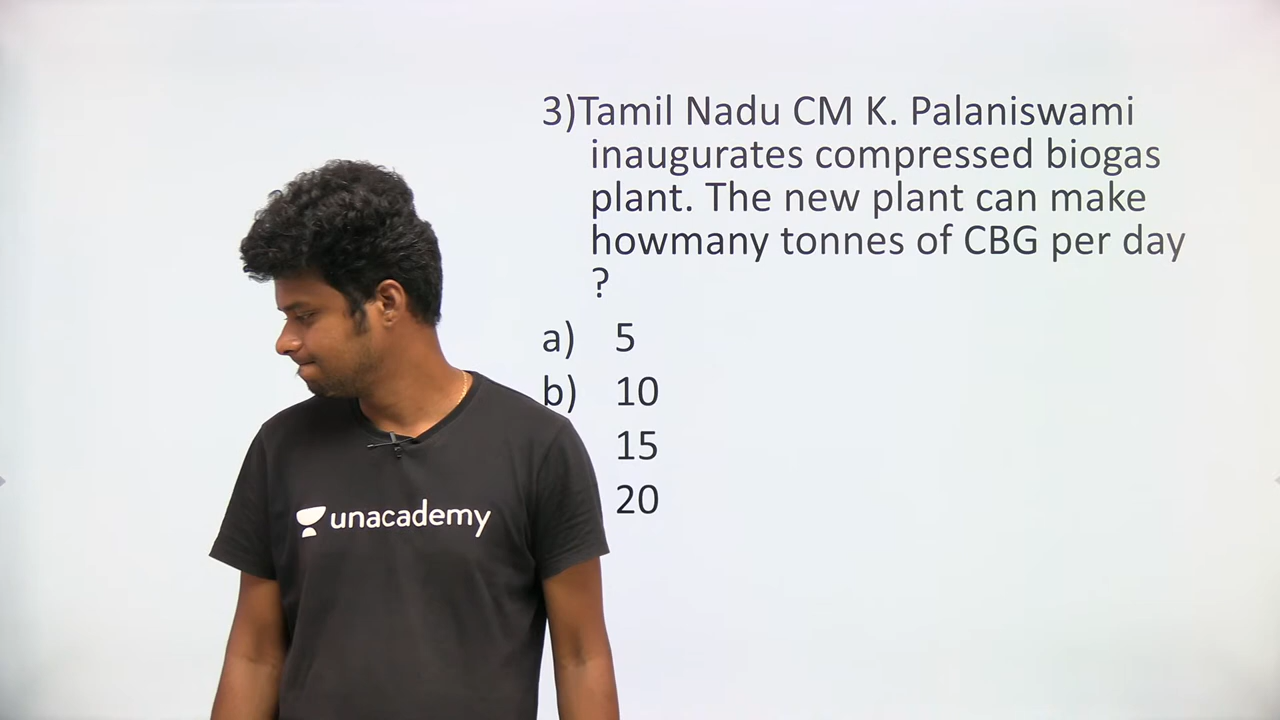 3)Tamil Nadu CM K. Palaniswami
inaugurates compressed biogas
plant. The new plant can make
howmany tonnes of CBG per day
?
a) 5
b) 10
15
20
unacademy